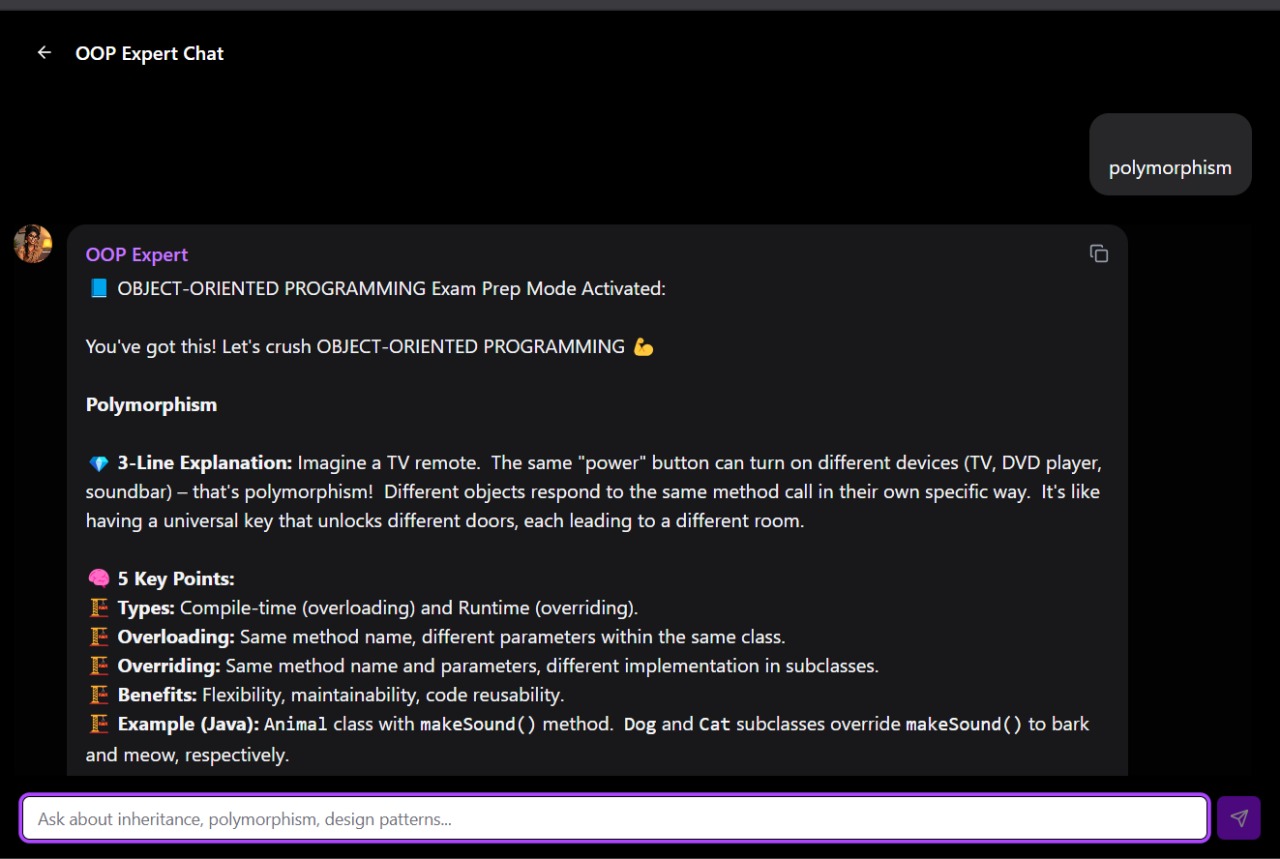 OOP Expert Chat
polymorphism
OOP Expert
📘 OBJECT-ORIENTED PROGRAMMING Exam Prep Mode Activated:
You've got this! Let's crush OBJECT-ORIENTED PROGRAMMING 💪
Polymorphism
💎 3-Line Explanation: Imagine a TV remote.  The same "power" button can turn on different devices (TV, DVD player,
soundbar) – that's polymorphism!  Different objects respond to the same method call in their own specific way.  It's like
having a universal key that unlocks different doors, each leading to a different room.
🧠 5 Key Points:
Types: Compile-time (overloading) and Runtime (overriding).
Overloading: Same method name, different parameters within the same class.
Overriding: Same method name and parameters, different implementation in subclasses.
Benefits: Flexibility, maintainability, code reusability.
Example (Java): Animal class with makeSound() method.  Dog and Cat subclasses override makeSound() to bark
and meow, respectively.
Ask about inheritance, polymorphism, design patterns...